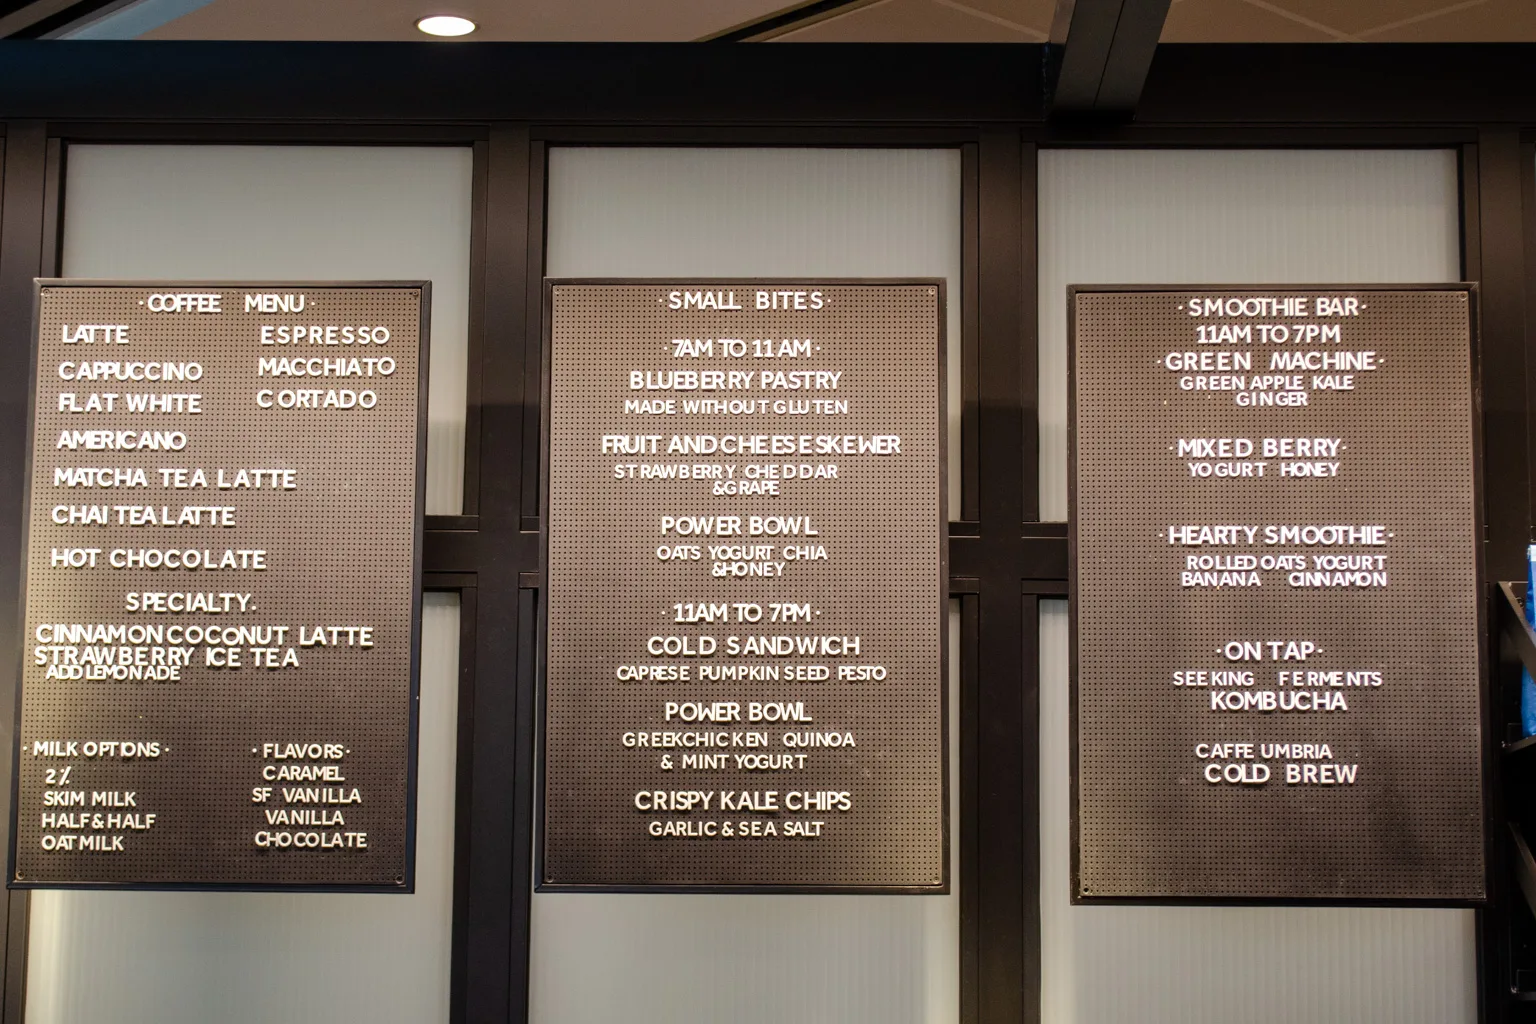 · COFFEE MENU ·
LATTE
CAPPUCCINO
FLAT WHITE
AMERICANO
MATCHA TEA LATTE
CHAI TEA LATTE
HOT CHOCOLATE
ESPRESSO
MACCHIATO
CORTADO
SPECIALTY.
CINNAMON COCONUT LATTE
STRAWBERRY ICE TEA
ADD LEMONADE
· MILK OPTIONS ·
2%
SKIM MILK
HALF & HALF
OAT MILK
· FLAVORS ·
CARAMEL
SF VANILLA
VANILLA
CHOCOLATE
· SMALL BITES ·
· 7AM TO 11AM ·
BLUEBERRY PASTRY
MADE WITHOUT GLUTEN
FRUIT AND CHEESE SKEWER
STRAWBERRY CHEDDAR
& GRAPE
POWER BOWL
OATS YOGURT CHIA
& HONEY
· 11AM TO 7PM ·
COLD SANDWICH
CAPRESE PUMPKIN SEED PESTO
POWER BOWL
GREEK CHICKEN QUINOA
& MINT YOGURT
CRISPY KALE CHIPS
GARLIC & SEA SALT
· SMOOTHIE BAR ·
11AM TO 7PM
· GREEN MACHINE ·
GREEN APPLE KALE
GINGER
· MIXED BERRY ·
YOGURT HONEY
· HEARTY SMOOTHIE ·
ROLLED OATS YOGURT
BANANA CINNAMON
· ON TAP ·
SEEKING FERMENTS
KOMBUCHA
CAFFE UMBRIA
COLD BREW